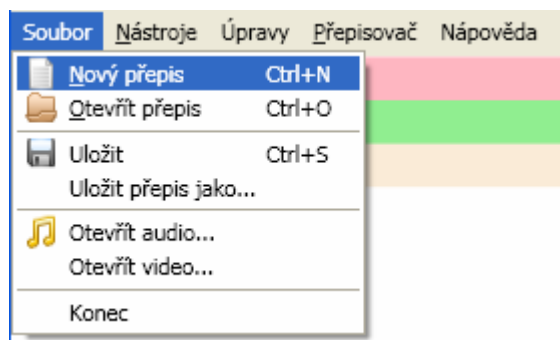 Soubor Nástroje Úpravy Přepisovač Nápověda
Nový přepis Ctrl+N
Otevřít přepis Ctrl+O
Uložit Ctrl+S
Uložit přepis jako...
Otevřít audio...
Otevřít video...
Konec